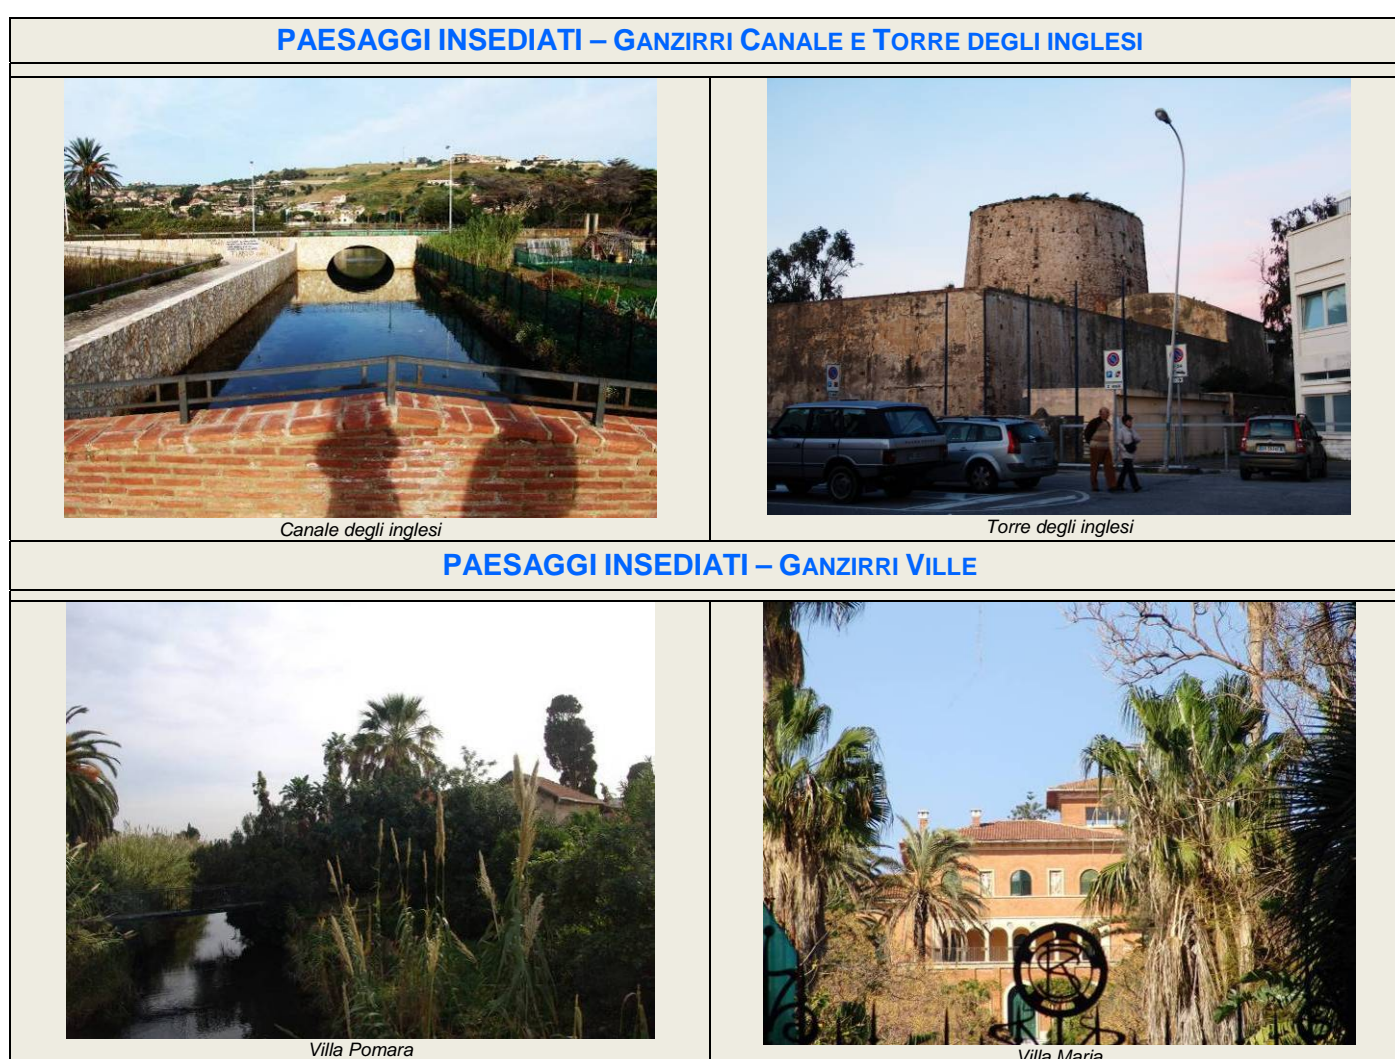 PAESAGGI INSEDIATI – GANZIRRI CANALE E TORRE DEGLI INGLESI
Canale degli inglesi
Torre degli inglesi
PAESAGGI INSEDIATI – GANZIRRI VILLE
Villa Pomara
Villa Maria